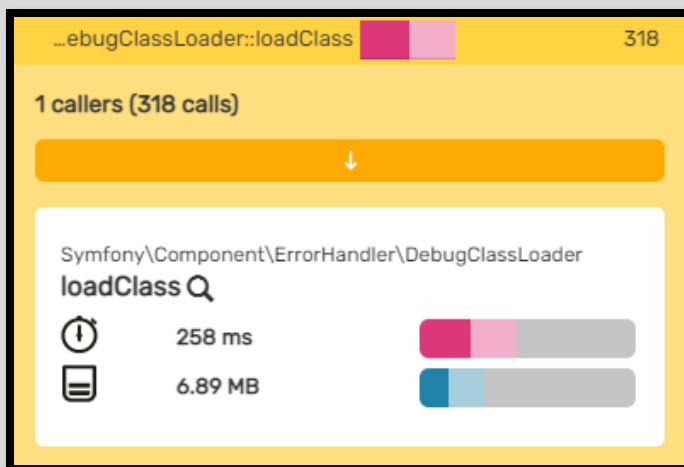 …ebugClassLoader::loadClass 318
1 callers (318 calls)
↓
Symfony\Component\ErrorHandler\DebugClassLoader
loadClass
258 ms
6.89 MB